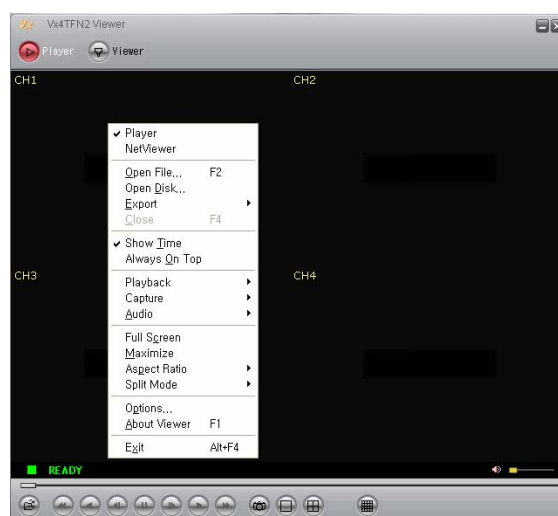 Vx4TFN2 Viewer
Player Viewer
CH1 CH2
✓ Player
NetViewer
Open File... F2
Open Disk...
Export
Close F4
✓ Show Time
Always On Top
CH3 CH4
Playback
Capture
Audio
Full Screen
Maximize
Aspect Ratio
Split Mode
Options...
About Viewer F1
Exit Alt+F4
READY